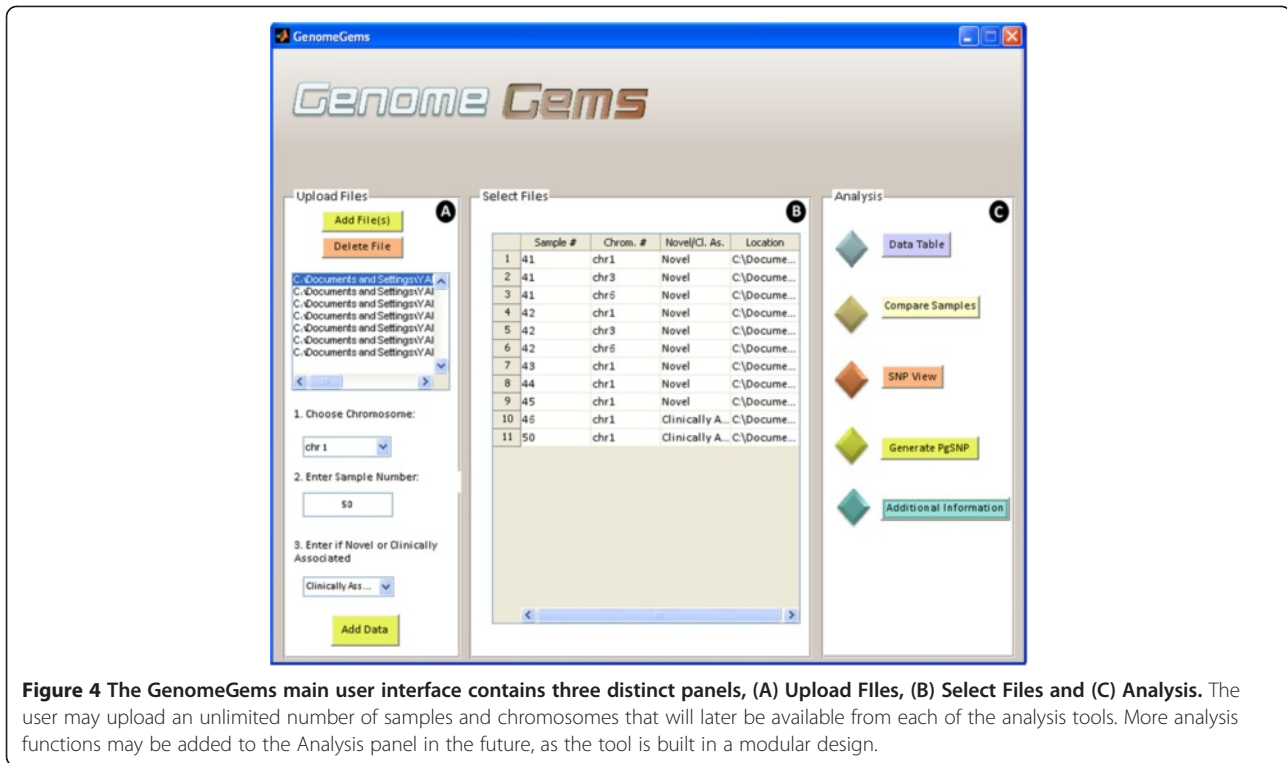 GenomeGems
Genome Gems
Upload Files
A
Add File(s)
Delete File
C:\Documents and Settings\YAI
C:\Documents and Settings\YAI
C:\Documents and Settings\YAI
C:\Documents and Settings\YAI
C:\Documents and Settings\YAI
C:\Documents and Settings\YAI
C:\Documents and Settings\YAI
1. Choose Chromosome:
chr 1
2. Enter Sample Number:
50
3. Enter if Novel or Clinically
Associated
Clinically Ass...
Add Data
Select Files
B
Sample # Chrom. # Novel/Cl. As. Location
1 41 chr1 Novel C:\Docume...
2 41 chr3 Novel C:\Docume...
3 41 chr6 Novel C:\Docume...
4 42 chr1 Novel C:\Docume...
5 42 chr3 Novel C:\Docume...
6 42 chr6 Novel C:\Docume...
7 43 chr1 Novel C:\Docume...
8 44 chr1 Novel C:\Docume...
9 45 chr1 Novel C:\Docume...
10 46 chr1 Clinically A... C:\Docume...
11 50 chr1 Clinically A... C:\Docume...
Analysis
C
Data Table
Compare Samples
SNP View
Generate PgSNP
Additional Information
Figure 4 The GenomeGems main user interface contains three distinct panels, (A) Upload FIles, (B) Select Files and (C) Analysis. The
user may upload an unlimited number of samples and chromosomes that will later be available from each of the analysis tools. More analysis
functions may be added to the Analysis panel in the future, as the tool is built in a modular design.